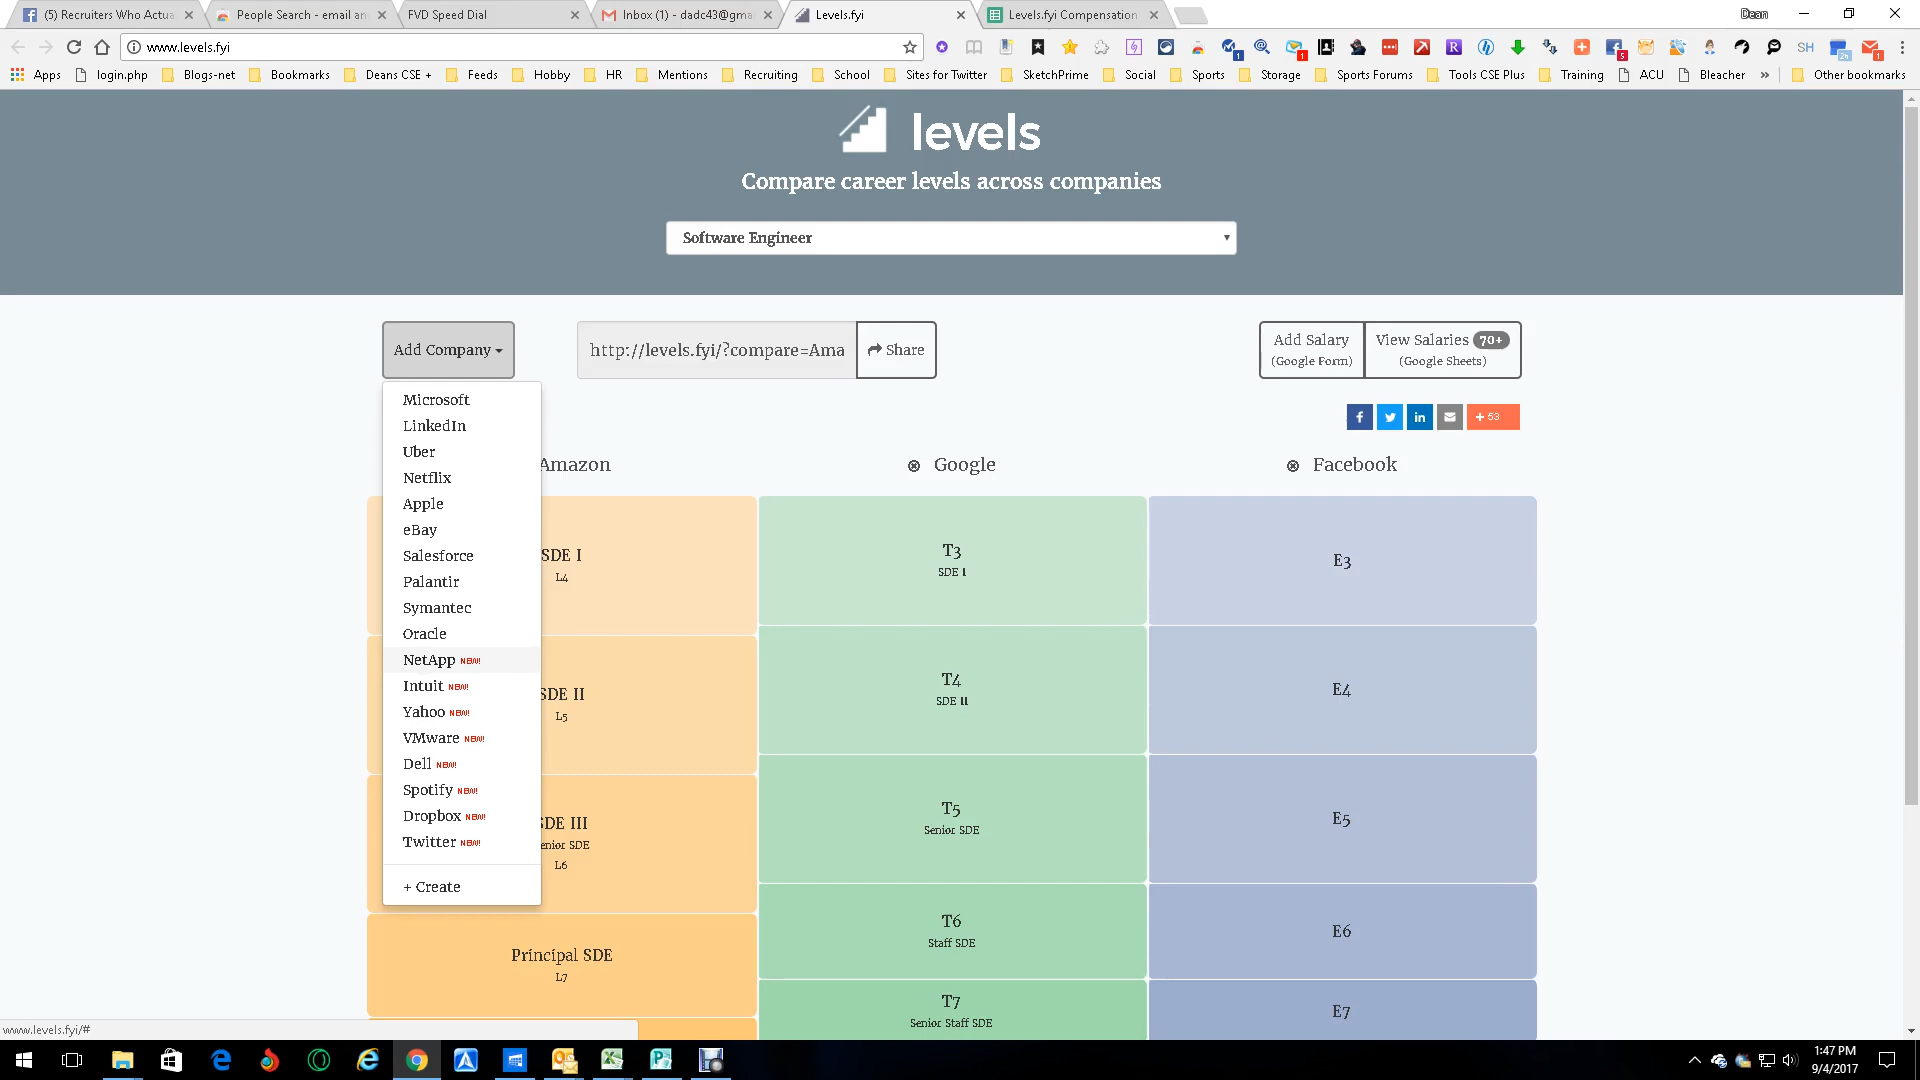 (5) Recruiters Who Actua
People Search - email an
FVD Speed Dial
Inbox (1) - dadc43@gma
Levels.fyi
Levels.fyi Compensation
Dean
www.levels.fyi
SH
Apps
login.php
Blogs-net
Bookmarks
Deans CSE +
Feeds
Hobby
HR
Mentions
Recruiting
School
Sites for Twitter
SketchPrime
Social
Sports
Storage
Sports Forums
Tools CSE Plus
Training
ACU
Bleacher
»
Other bookmarks
levels
Compare career levels across companies
Software Engineer
Add Company
http://levels.fyi/?compare=Ama
Share
Add Salary
(Google Form)
View Salaries 70+
(Google Sheets)
+ 53
Microsoft
LinkedIn
Uber
Netflix
Apple
eBay
Salesforce
Palantir
Symantec
Oracle
NetApp NEW!
Intuit NEW!
Yahoo NEW!
VMware NEW!
Dell NEW!
Spotify NEW!
Dropbox NEW!
Twitter NEW!
+ Create
Amazon
SDE I
L4
SDE II
L5
SDE III
enior SDE
L6
Principal SDE
L7
Google
T3
SDE I
T4
SDE II
T5
Senior SDE
T6
Staff SDE
T7
Senior Staff SDE
Facebook
E3
E4
E5
E6
E7
www.levels.fyi/#
1:47 PM
9/4/2017